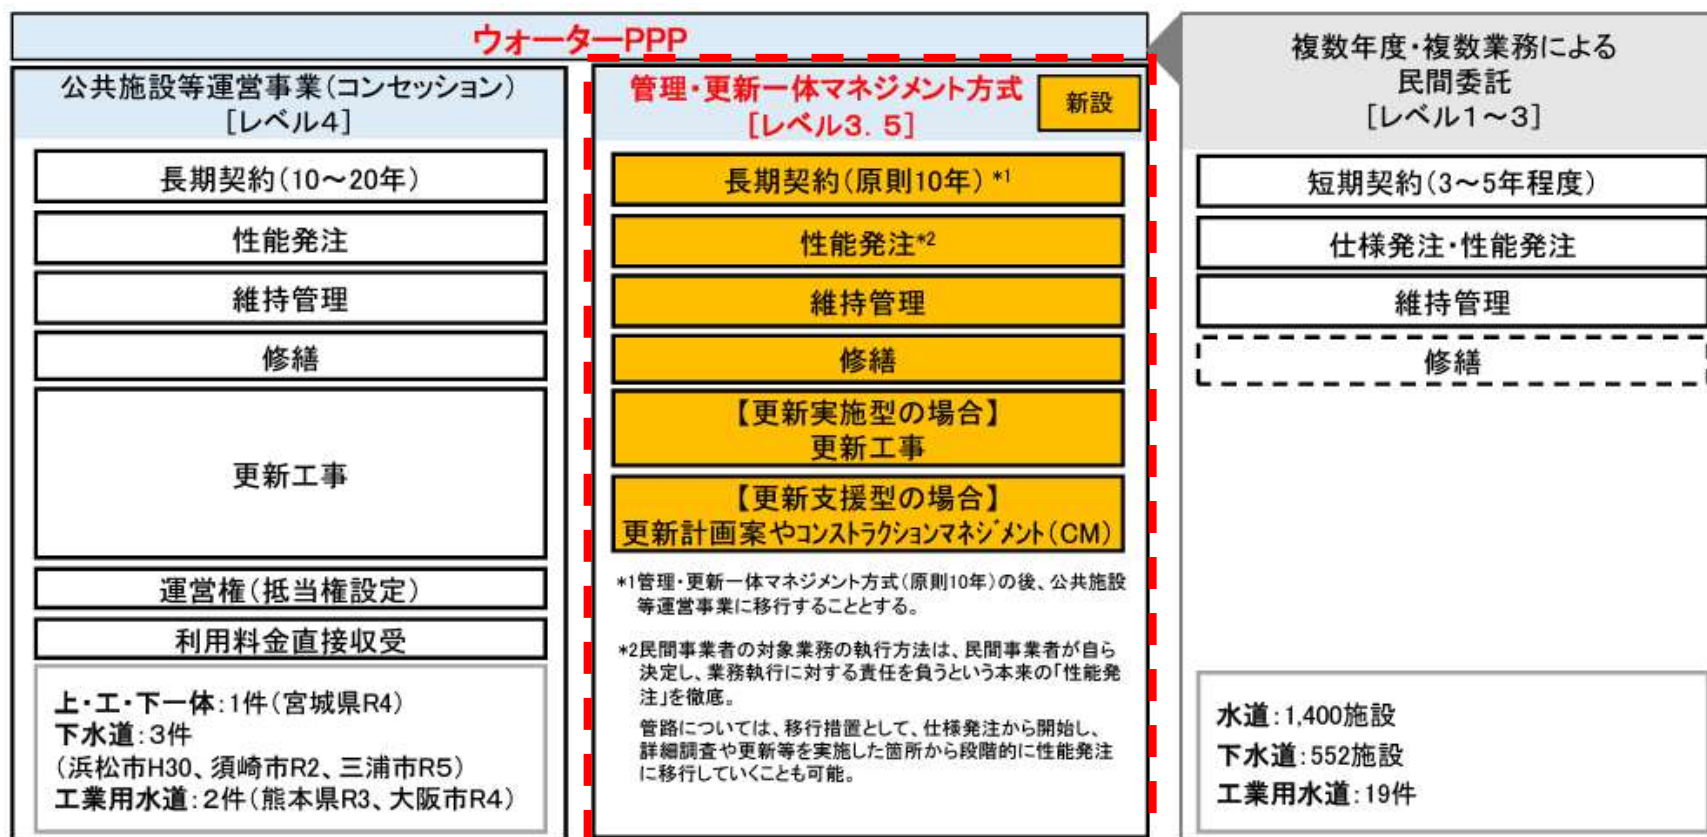 ウォーターPPP
公共施設等運営事業(コンセッション)
[レベル4]
長期契約(10～20年)
性能発注
維持管理
修繕
更新工事
運営権(抵当権設定)
利用料金直接収受
上・工・下一体:1件(宮城県R4)
下水道:3件
(浜松市H30、須崎市R2、三浦市R5)
工業用水道:2件(熊本県R3、大阪市R4)
管理・更新一体マネジメント方式
[レベル3.5]
新設
長期契約(原則10年)*1
性能発注*2
維持管理
修繕
【更新実施型の場合】
更新工事
【更新支援型の場合】
更新計画案やコンストラクションマネジメント(CM)
*1管理・更新一体マネジメント方式(原則10年)の後、公共施設
等運営事業に移行することとする。
*2民間事業者の対象業務の執行方法は、民間事業者が自ら
決定し、業務執行に対する責任を負うという本来の「性能発
注」を徹底。
管路については、移行措置として、仕様発注から開始し、
詳細調査や更新等を実施した箇所から段階的に性能発注
に移行していくことも可能。
複数年度・複数業務による
民間委託
[レベル1～3]
短期契約(3～5年程度)
仕様発注・性能発注
維持管理
修繕
水道:1,400施設
下水道:552施設
工業用水道:19件